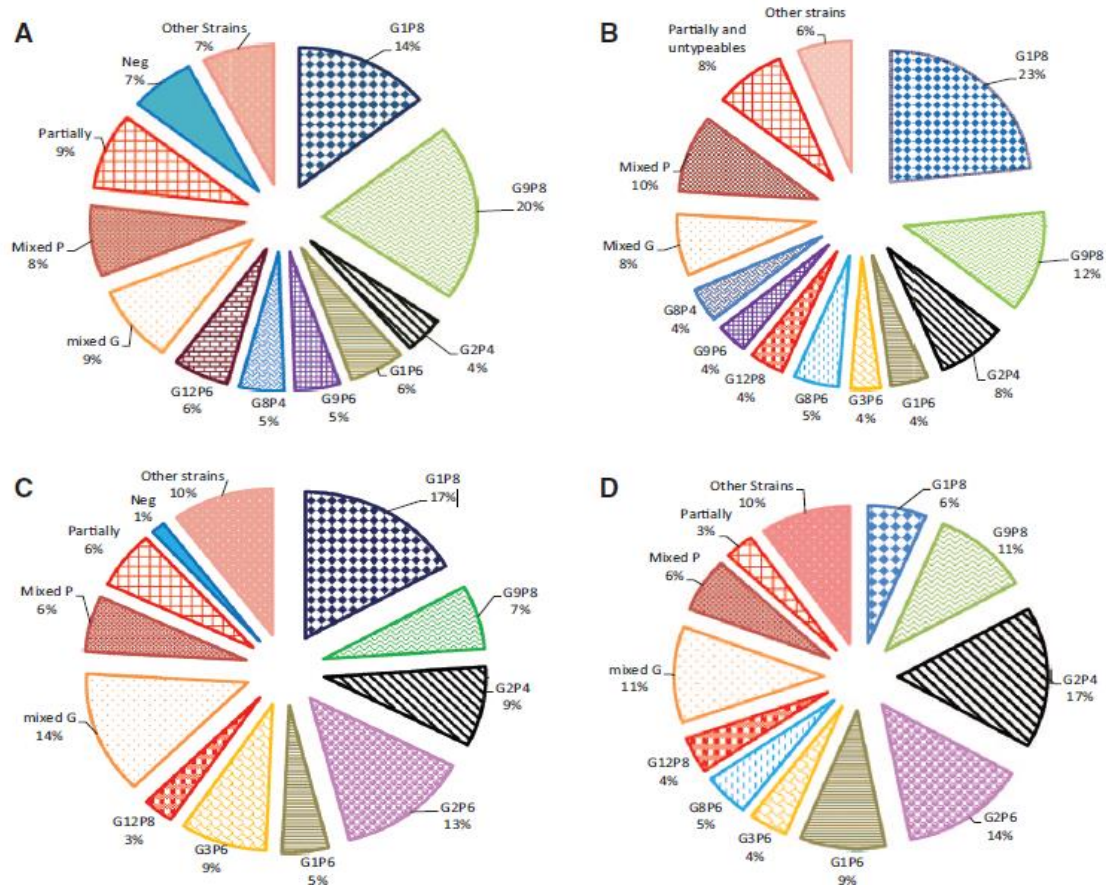 A
Other Strains
7%
G1P8
14%
Neg
7%
Partially
9%
G9P8
20%
Mixed P
8%
mixed G
9%
G12P6
6%
G8P4
5%
G9P6
5%
G1P6
6%
G2P4
4%
B
Other strains
6%
G1P8
23%
Partially and
untypeables
8%
Mixed P
10%
G9P8
12%
Mixed G
8%
G8P4
4%
G9P6
4%
G12P8
4%
G8P6
5%
G3P6
4%
G1P6
4%
G2P4
8%
C
Other strains
10%
G1P8
17%
Neg
1%
Partially
6%
G9P8
7%
Mixed P
6%
G2P4
9%
mixed G
14%
G2P6
13%
G12P8
3%
G3P6
9%
G1P6
5%
D
Other Strains
10%
G1P8
6%
Partially
3%
G9P8
11%
Mixed P
6%
mixed G
11%
G2P4
17%
G12P8
4%
G8P6
5%
G3P6
4%
G1P6
9%
G2P6
14%